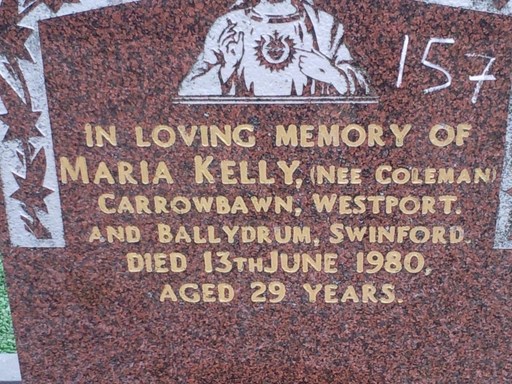 157
IN LOVING MEMORY OF
MARIA KELLY, (NEE COLEMAN)
CARROWBAWN, WESTPORT.
AND BALLYDRUM, SWINFORD.
DIED 13TH JUNE 1980,
AGED 29 YEARS.